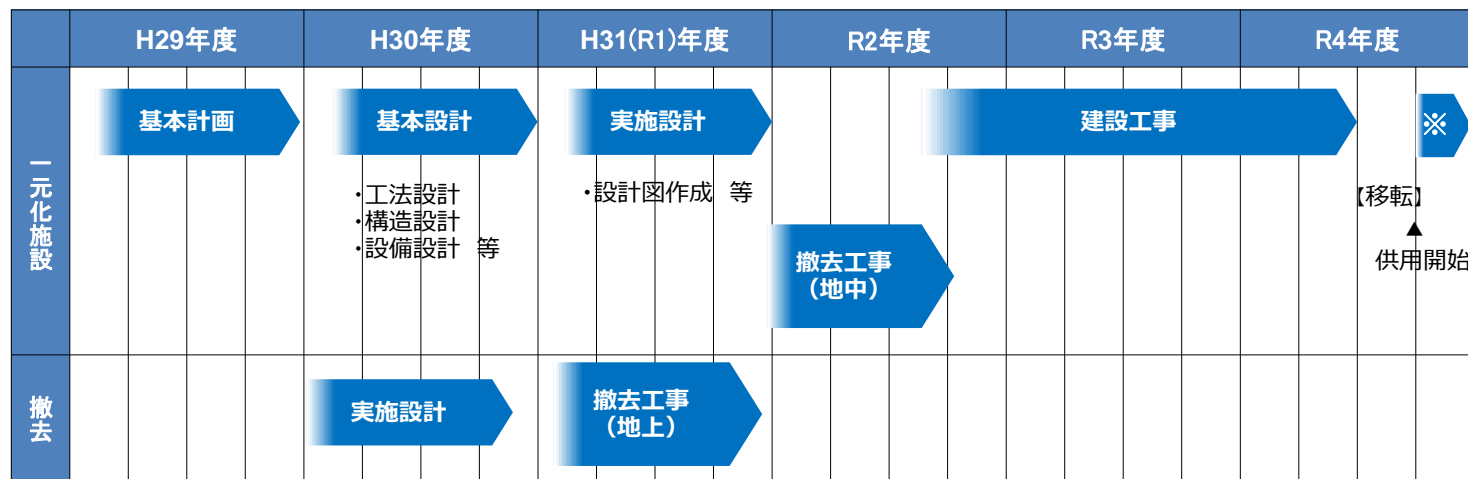 H29年度
H30年度
H31(R1)年度
R2年度
R3年度
R4年度
一元化施設
基本計画
基本設計
実施設計
建設工事
※
・工法設計
・構造設計
・設備設計 等
・設計図作成 等
【移転】
▲
供用開始
撤去工事
（地中）
撤去
実施設計
撤去工事
（地上）